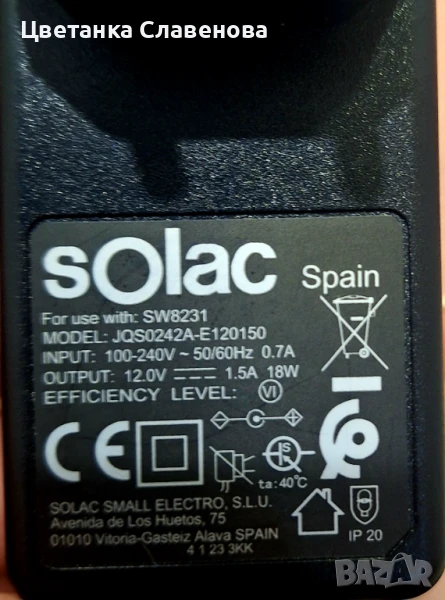 Цветанка Славенова
solac
Spain
For use with: SW8231
MODEL: JQS0242A-E120150
INPUT: 100-240V ~ 50/60Hz 0.7A
OUTPUT: 12.0V ⎓ 1.5A 18W
EFFICIENCY LEVEL: VI
CE
S
ta:40℃
SOLAC SMALL ELECTRO, S.L.U.
Avenida de Los Huetos, 75
01010 Vitoria-Gasteiz Alava SPAIN
4 1 23 3KK
IP 20
BAZAR